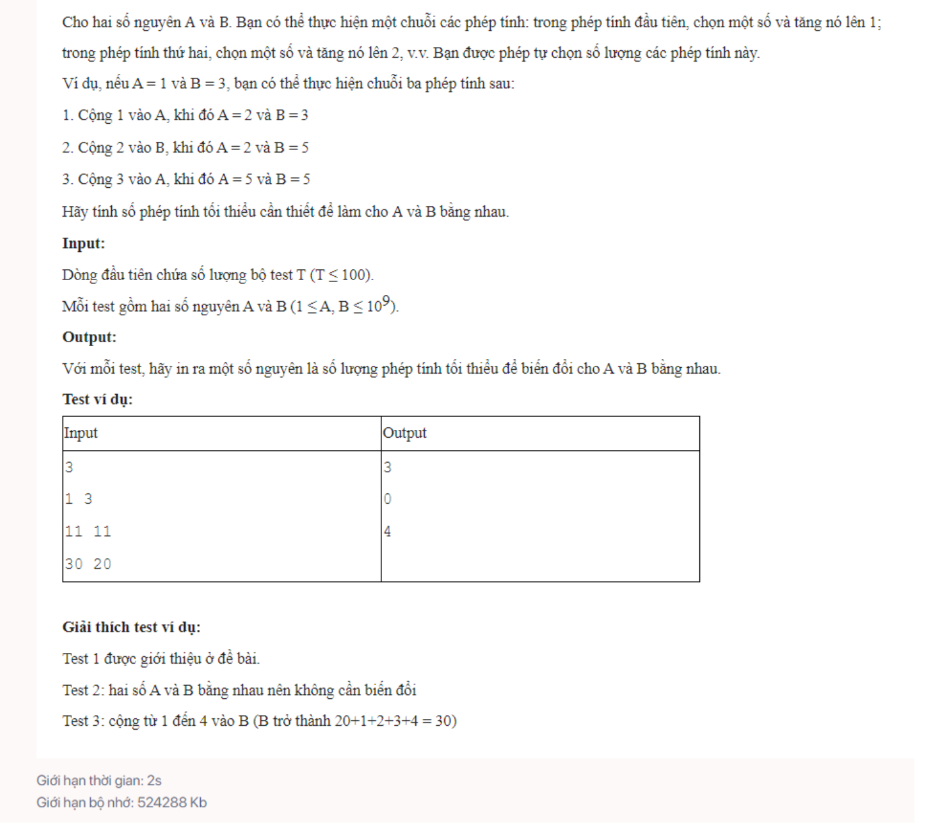 Cho hai số nguyên A và B. Bạn có thể thực hiện một chuỗi các phép tính: trong phép tính đầu tiên, chọn một số và tăng nó lên 1;
trong phép tính thứ hai, chọn một số và tăng nó lên 2, v.v. Bạn được phép tự chọn số lượng các phép tính này.
Ví dụ, nếu A = 1 và B = 3, bạn có thể thực hiện chuỗi ba phép tính sau:
1. Cộng 1 vào A, khi đó A = 2 và B = 3
2. Cộng 2 vào B, khi đó A = 2 và B = 5
3. Cộng 3 vào A, khi đó A = 5 và B = 5
Hãy tính số phép tính tối thiểu cần thiết để làm cho A và B bằng nhau.
Input:
Dòng đầu tiên chứa số lượng bộ test T (T ≤ 100).
Mỗi test gồm hai số nguyên A và B (1 ≤ A, B ≤ 10⁹).
Output:
Với mỗi test, hãy in ra một số nguyên là số lượng phép tính tối thiểu để biến đổi cho A và B bằng nhau.
Test ví dụ:
Input Output
3 3
1 3 0
11 11 4
30 20
Giải thích test ví dụ:
Test 1 được giới thiệu ở đề bài.
Test 2: hai số A và B bằng nhau nên không cần biến đổi
Test 3: cộng từ 1 đến 4 vào B (B trở thành 20+1+2+3+4 = 30)
Giới hạn thời gian: 2s
Giới hạn bộ nhớ: 524288 Kb